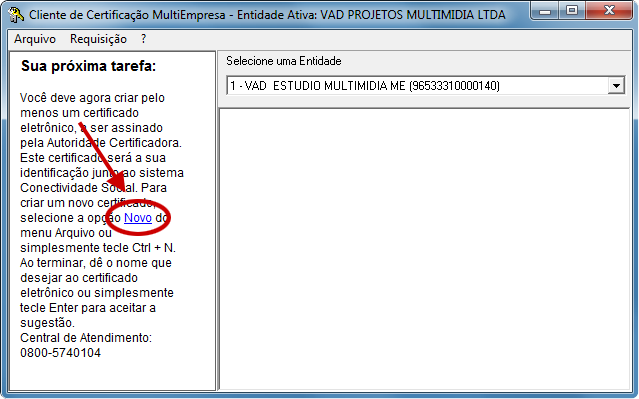 Cliente de Certificação MultiEmpresa - Entidade Ativa: VAD PROJETOS MULTIMIDIA LTDA
Arquivo Requisição ?
Sua próxima tarefa:
Você deve agora criar pelo
menos um certificado
eletrônico, a ser assinado
pela Autoridade Certificadora.
Este certificado será a sua
identificação junto ao sistema
Conectividade Social. Para
criar um novo certificado,
selecione a opção Novo do
menu Arquivo ou
simplesmente tecle Ctrl + N.
Ao terminar, dê o nome que
desejar ao certificado
eletrônico ou simplesmente
tecle Enter para aceitar a
sugestão.
Central de Atendimento:
0800-5740104
Selecione uma Entidade
1 - VAD ESTUDIO MULTIMIDIA ME (96533310000140)